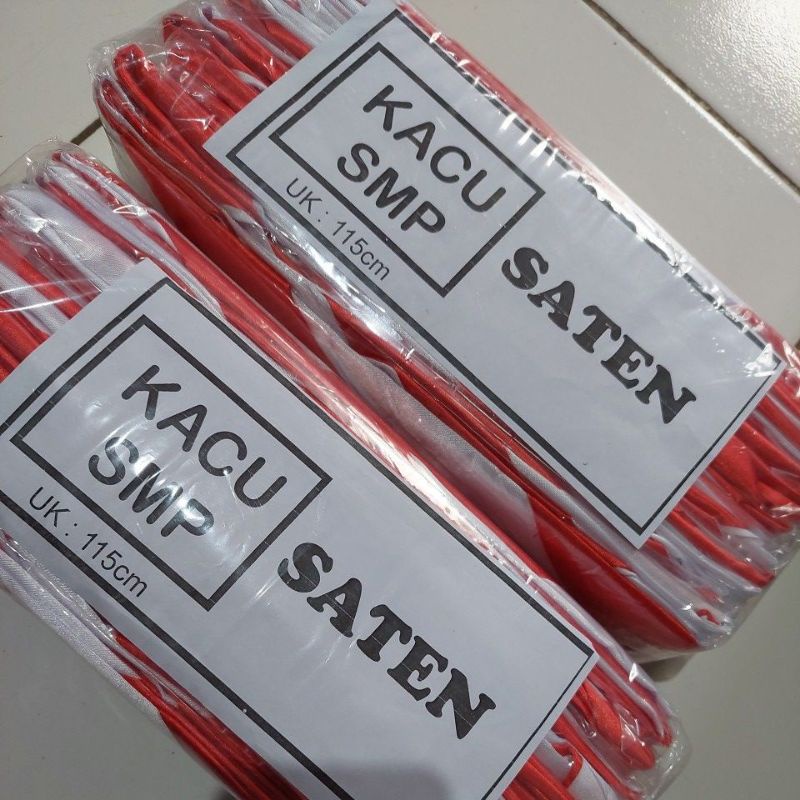 KACU
SMP
UK : 115cm
SATEN
KACU
SMP
UK : 115cm
SATEN